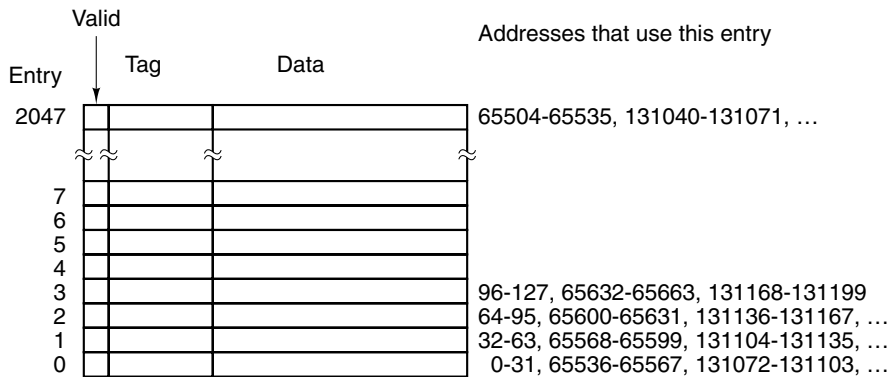 Valid
Addresses that use this entry
Entry Tag Data
2047 65504-65535, 131040-131071, …
7
6
5
4
3 96-127, 65632-65663, 131168-131199
2 64-95, 65600-65631, 131136-131167, …
1 32-63, 65568-65599, 131104-131135, …
0 0-31, 65536-65567, 131072-131103, …